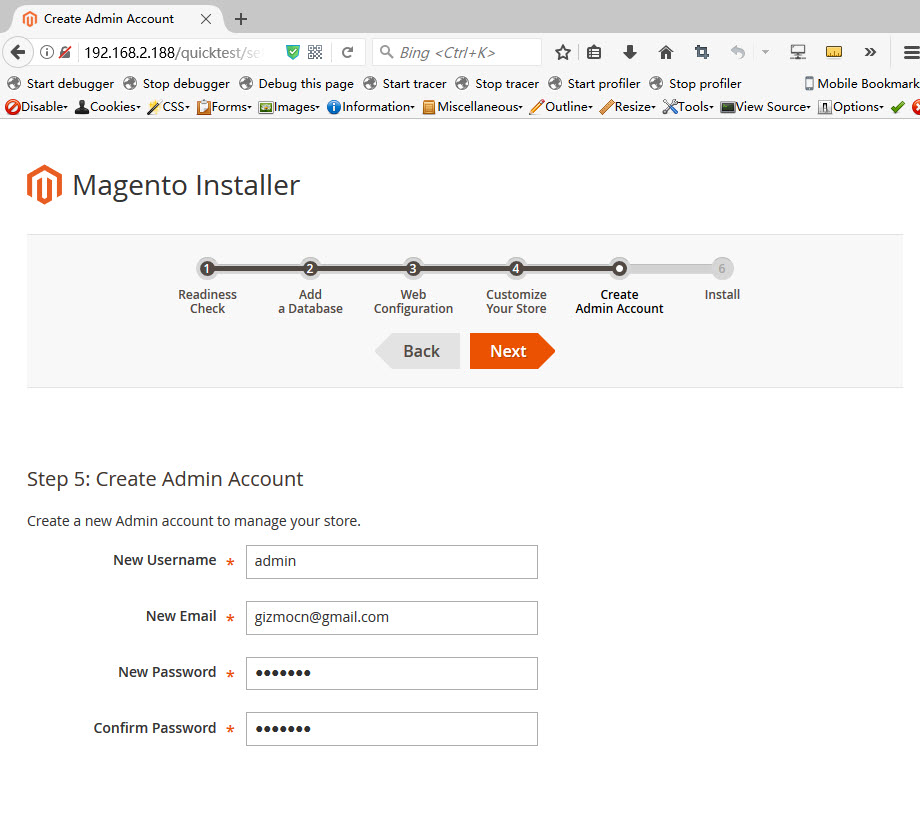 Create Admin Account
192.168.2.188/quicktest/se
Bing <Ctrl+K>
Start debugger Stop debugger Debug this page Start tracer Stop tracer Start profiler Stop profiler Mobile Bookmark
Disable Cookies CSS Forms Images Information Miscellaneous Outline Resize Tools View Source Options
Magento Installer
1 2 3 4 6
Readiness Check
Add a Database
Web Configuration
Customize Your Store
Create Admin Account
Install
Back Next
Step 5: Create Admin Account
Create a new Admin account to manage your store.
New Username * admin
New Email * gizmocn@gmail.com
New Password * •••••••
Confirm Password * •••••••